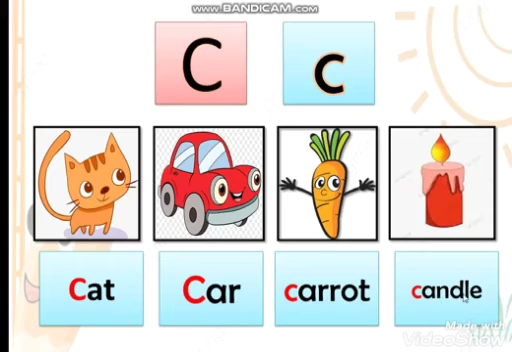 www.BANDICAM.com
C
c
Cat
Car
carrot
candle
Made with
VideoShow